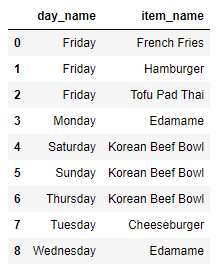 day_name item_name
0 Friday French Fries
1 Friday Hamburger
2 Friday Tofu Pad Thai
3 Monday Edamame
4 Saturday Korean Beef Bowl
5 Sunday Korean Beef Bowl
6 Thursday Korean Beef Bowl
7 Tuesday Cheeseburger
8 Wednesday Edamame